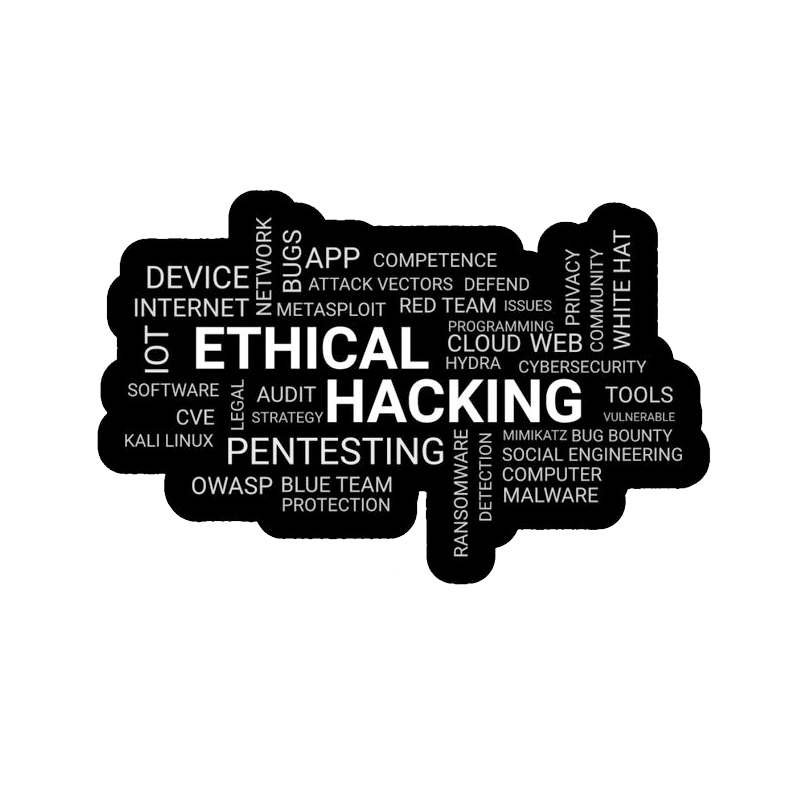 NETWORK
BUGS
APP
COMPETENCE
DEVICE
ATTACK VECTORS
DEFEND
PRIVACY
COMMUNITY
WHITE HAT
INTERNET
METASPLOIT
RED TEAM
ISSUES
IOT
ETHICAL
PROGRAMMING
CLOUD
WEB
HYDRA
CYBERSECURITY
SOFTWARE
LEGAL
AUDIT
HACKING
TOOLS
CVE
STRATEGY
VULNERABLE
KALI LINUX
PENTESTING
RANSOMWARE
DETECTION
MIMIKATZ
BUG BOUNTY
SOCIAL ENGINEERING
OWASP
BLUE TEAM
COMPUTER
PROTECTION
MALWARE